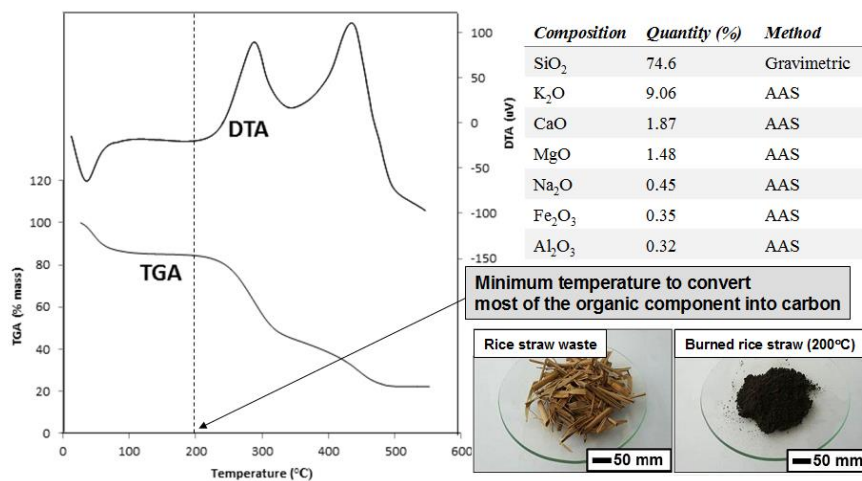 DTA
TGA
120
100
80
60
40
20
0
TGA (% mass)
0
100
200
300
400
500
600
Temperature (°C)
100
50
0
-50
-100
-150
DTA (uV)
Composition Quantity (%) Method
SiO₂ 74.6 Gravimetric
K₂O 9.06 AAS
CaO 1.87 AAS
MgO 1.48 AAS
Na₂O 0.45 AAS
Fe₂O₃ 0.35 AAS
Al₂O₃ 0.32 AAS
Minimum temperature to convert
most of the organic component into carbon
Rice straw waste
50 mm
Burned rice straw (200°C)
50 mm